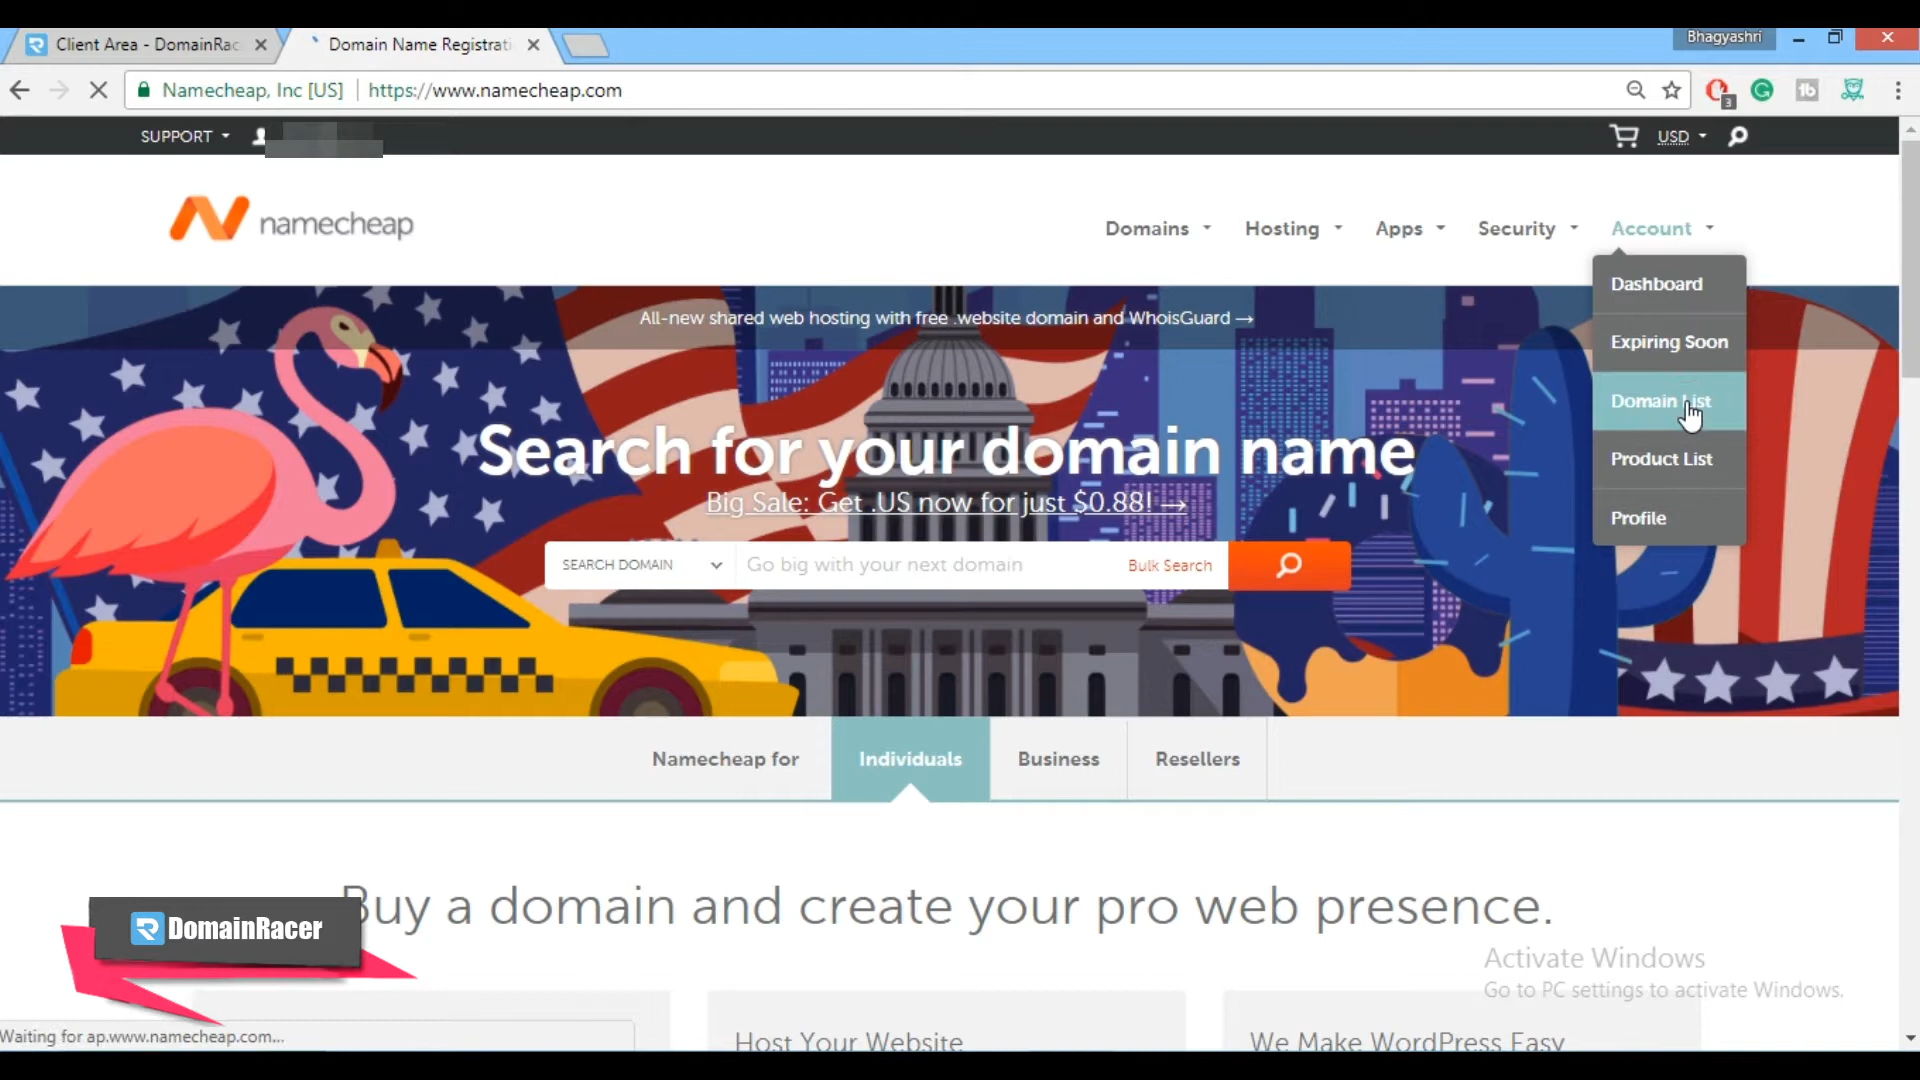 Client Area - DomainRac
Domain Name Registrati
Bhagyashri
Namecheap, Inc [US]
https://www.namecheap.com
3
SUPPORT
USD
namecheap
Domains
Hosting
Apps
Security
Account
Dashboard
Expiring Soon
Domain List
Product List
Profile
All-new shared web hosting with free .website domain and WhoisGuard →
Search for your domain name
Big Sale: Get .US now for just $0.88! →
SEARCH DOMAIN
Go big with your next domain
Bulk Search
Namecheap for
Individuals
Business
Resellers
Buy a domain and create your pro web presence.
DomainRacer
Activate Windows
Go to PC settings to activate Windows.
Waiting for ap.www.namecheap.com...
Host Your Website
We Make WordPress Easy